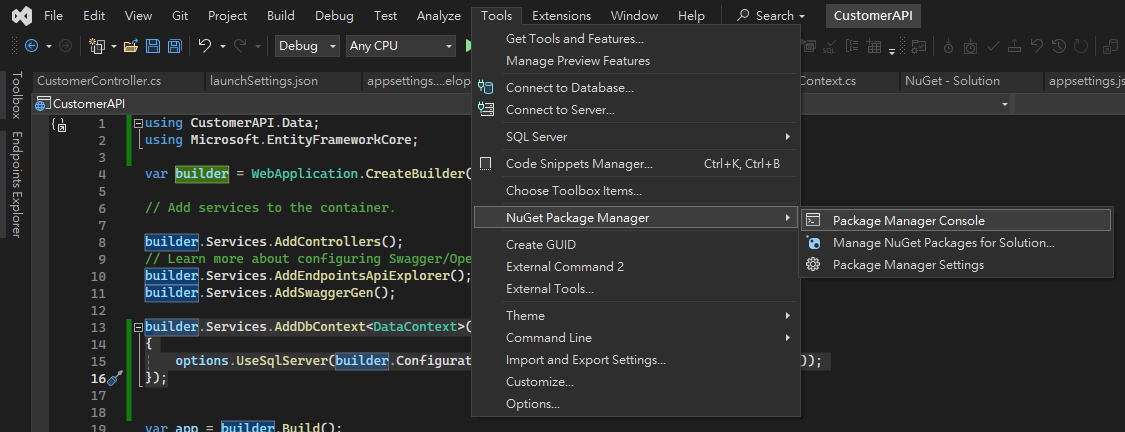 File Edit View Git Project Build Debug Test Analyze Tools Extensions Window Help Search CustomerAPI
Debug Any CPU
CustomerController.cs launchSettings.json appsettings....elop Context.cs NuGet - Solution appsettings.js
CustomerAPI
Toolbox
Endpoints Explorer
1 using CustomerAPI.Data;
2 using Microsoft.EntityFrameworkCore;
3
4 var builder = WebApplication.CreateBuilder(
5
6 // Add services to the container.
7
8 builder.Services.AddControllers();
9 // Learn more about configuring Swagger/Ope
10 builder.Services.AddEndpointsApiExplorer();
11 builder.Services.AddSwaggerGen();
12
13 builder.Services.AddDbContext<DataContext>(
14 {
15 options.UseSqlServer(builder.Configurat ));
16 });
17
18
19 var app = builder.Build();
Get Tools and Features...
Manage Preview Features
Connect to Database...
Connect to Server...
SQL Server
Code Snippets Manager... Ctrl+K, Ctrl+B
Choose Toolbox Items...
NuGet Package Manager
Create GUID
External Command 2
External Tools...
Theme
Command Line
Import and Export Settings...
Customize...
Options...
Package Manager Console
Manage NuGet Packages for Solution...
Package Manager Settings